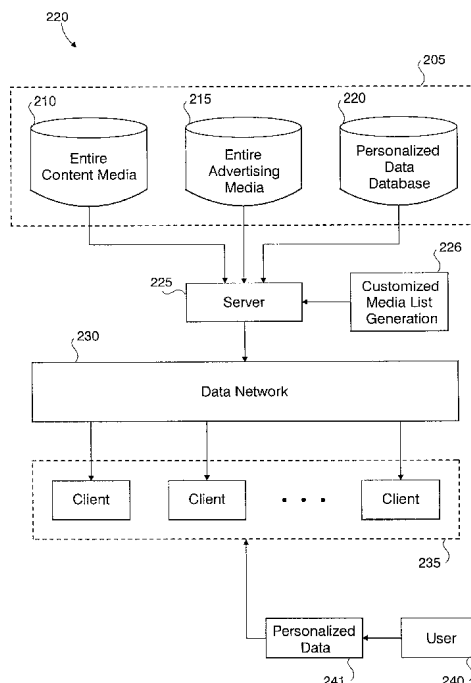 220
205
210
215
220
Entire
Content Media
Entire
Advertising
Media
Personalized
Data
Database
226
225
Server
Customized
Media List
Generation
230
Data Network
Client
Client
• • •
Client
235
Personalized
Data
User
241
240